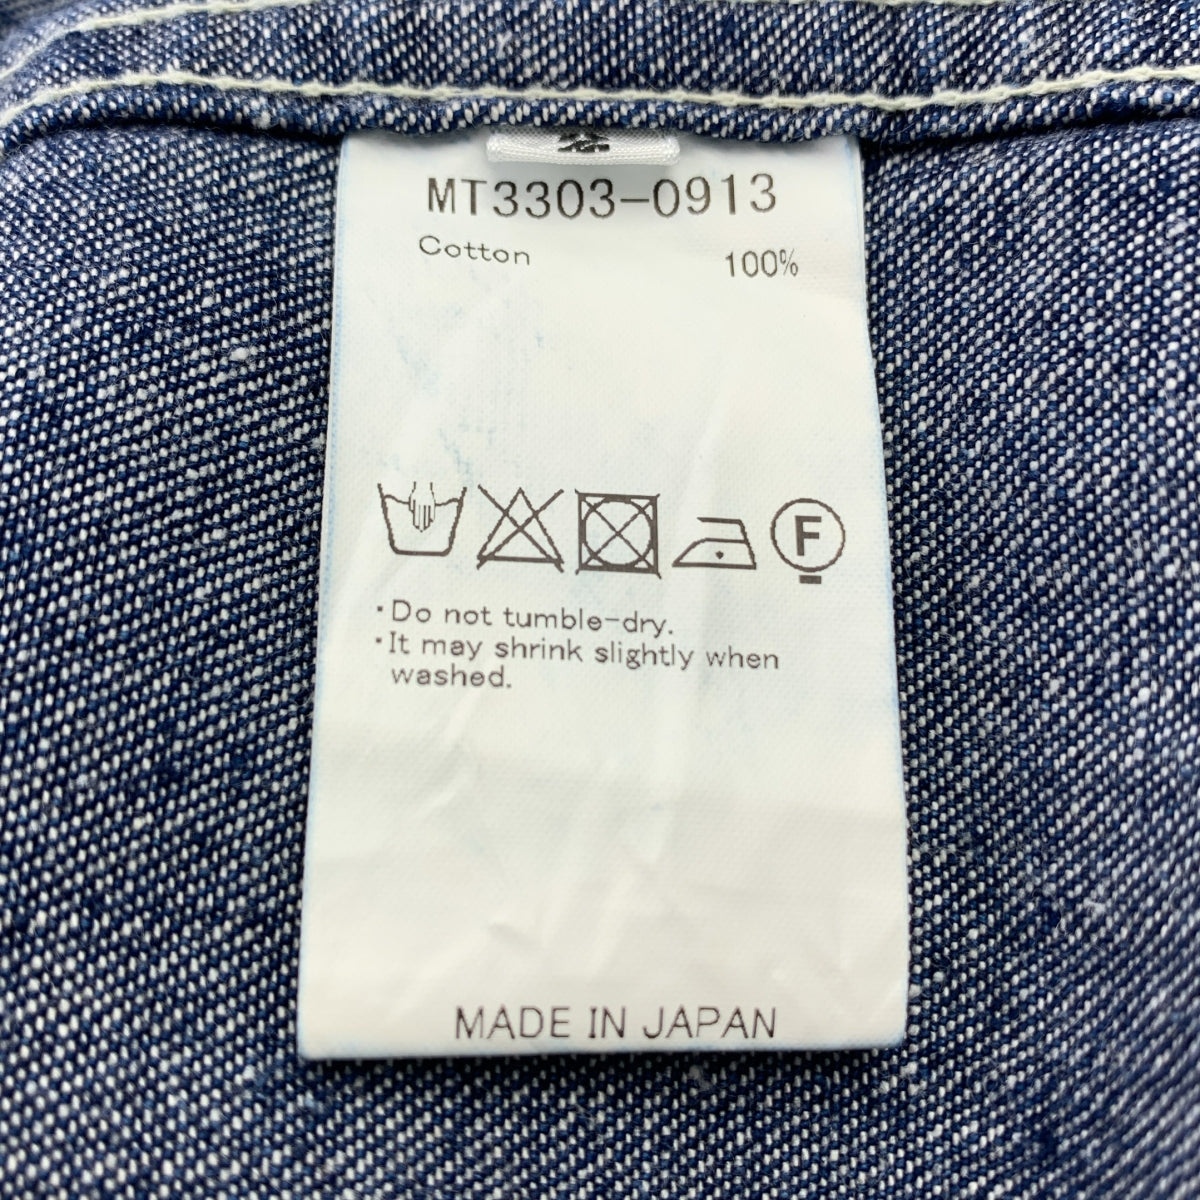 MT3303-0913
Cotton 100%
F
·Do not tumble-dry.
·It may shrink slightly when
washed.
MADE IN JAPAN